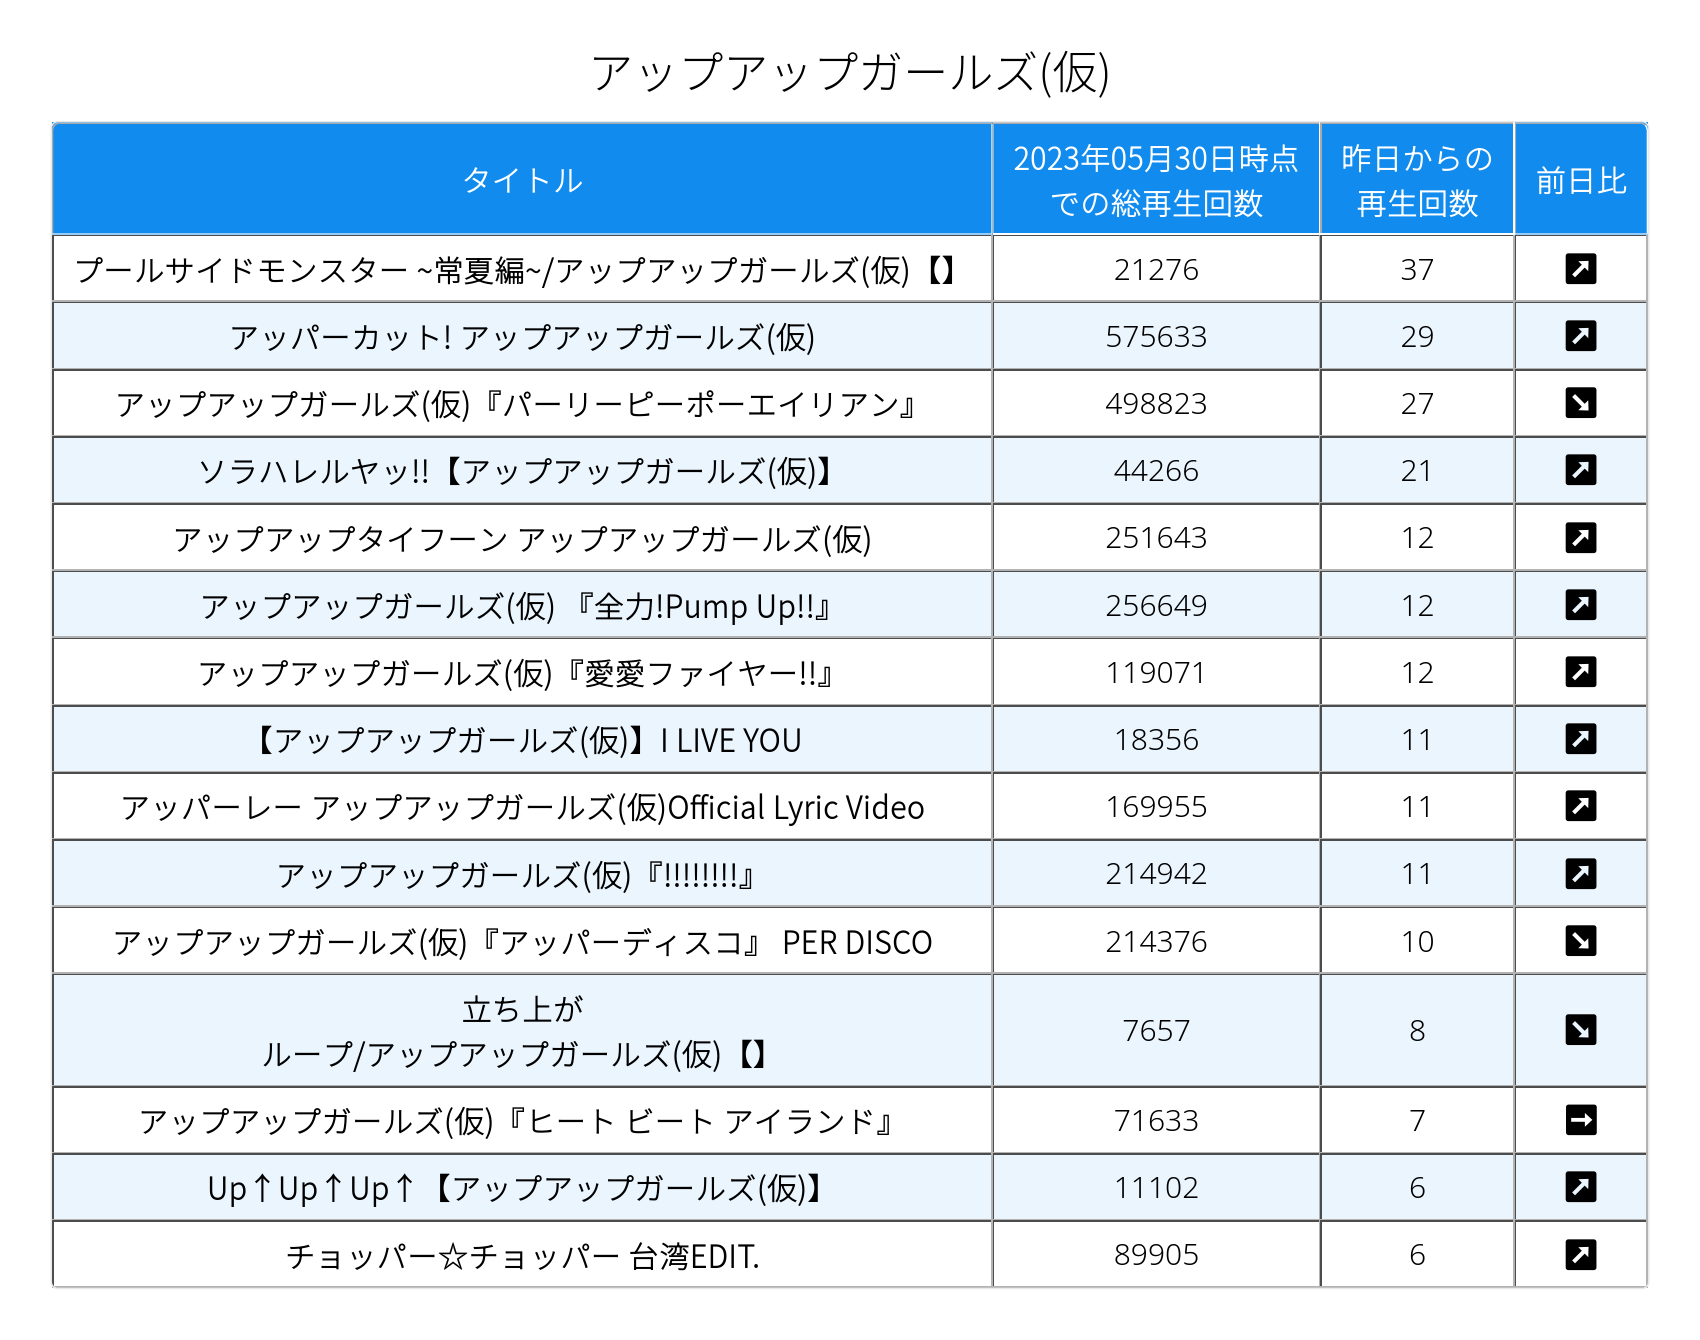 アップアップガールズ(仮)
タイトル
2023年05月30日時点
での総再生回数
昨日からの
再生回数
前日比
プールサイドモンスター ~常夏編~/アップアップガールズ(仮)【】 21276 37 ↗
アッパーカット! アップアップガールズ(仮) 575633 29 ↗
アップアップガールズ(仮)『パーリーピーポーエイリアン』 498823 27 ↘
ソラハレルヤッ!!【アップアップガールズ(仮)】 44266 21 ↗
アップアップタイフーン アップアップガールズ(仮) 251643 12 ↗
アップアップガールズ(仮) 『全力!Pump Up!!』 256649 12 ↗
アップアップガールズ(仮)『愛愛ファイヤー!!』 119071 12 ↗
【アップアップガールズ(仮)】I LIVE YOU 18356 11 ↗
アッパーレー アップアップガールズ(仮)Official Lyric Video 169955 11 ↗
アップアップガールズ(仮)『!!!!!!!!』 214942 11 ↗
アップアップガールズ(仮)『アッパーディスコ』 PER DISCO 214376 10 ↘
立ち上が
ループ/アップアップガールズ(仮)【】 7657 8 ↘
アップアップガールズ(仮)『ヒート ビート アイランド』 71633 7 →
Up↑Up↑Up↑【アップアップガールズ(仮)】 11102 6 ↗
チョッパー☆チョッパー 台湾EDIT. 89905 6 ↗